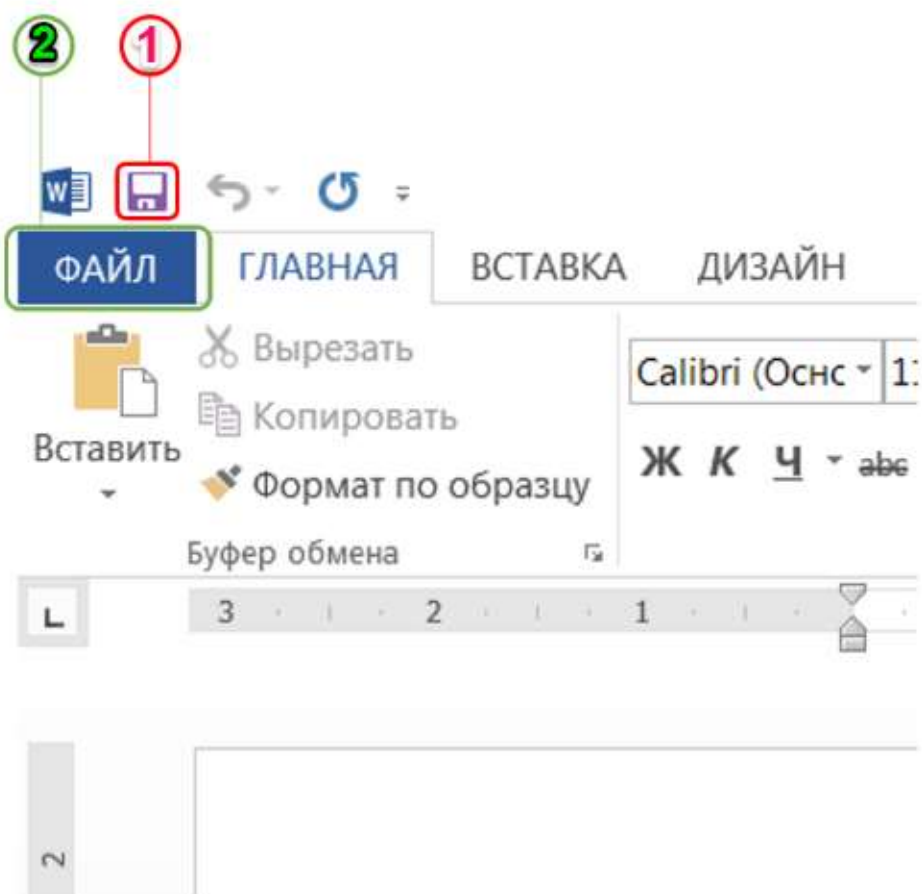 2 1
W
ФАЙЛ ГЛАВНАЯ ВСТАВКА ДИЗАЙН
Вырезать
Calibri (Оснс
Копировать
Вставить
Ж К Ч abc
Формат по образцу
Буфер обмена
3 2 1
2